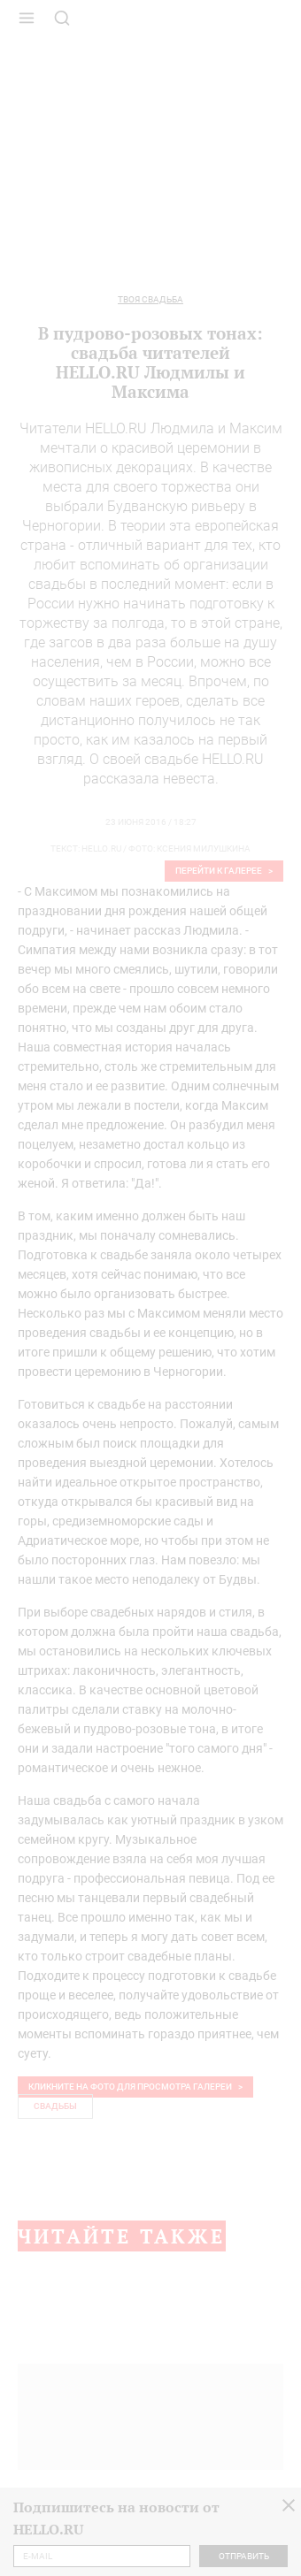 ТВОЯ СВАДЬБА
В пудрово-розовых тонах:
свадьба читателей
HELLO.RU Людмилы и
Максима
Читатели HELLO.RU Людмила и Максим
мечтали о красивой церемонии в
живописных декорациях. В качестве
места для своего торжества они
выбрали Будванскую ривьеру в
Черногории. В теории эта европейская
страна - отличный вариант для тех, кто
любит вспоминать об организации
свадьбы в последний момент: если в
России нужно начинать подготовку к
торжеству за полгода, то в этой стране,
где загсов в два раза больше на душу
населения, чем в России, можно все
осуществить за месяц. Впрочем, по
словам наших героев, сделать все
дистанционно получилось не так
просто, как им казалось на первый
взгляд. О своей свадьбе HELLO.RU
рассказала невеста.
23 ИЮНЯ 2016 / 18:27
ТЕКСТ: HELLO.RU / ФОТО: КСЕНИЯ МИЛУШКИНА
ПЕРЕЙТИ К ГАЛЕРЕЕ >
- С Максимом мы познакомились на
праздновании дня рождения нашей общей
подруги, - начинает рассказ Людмила. -
Симпатия между нами возникла сразу: в тот
вечер мы много смеялись, шутили, говорили
обо всем на свете - прошло совсем немного
времени, прежде чем нам обоим стало
понятно, что мы созданы друг для друга.
Наша совместная история началась
стремительно, столь же стремительным для
меня стало и ее развитие. Одним солнечным
утром мы лежали в постели, когда Максим
сделал мне предложение. Он разбудил меня
поцелуем, незаметно достал кольцо из
коробочки и спросил, готова ли я стать его
женой. Я ответила: "Да!".
В том, каким именно должен быть наш
праздник, мы поначалу сомневались.
Подготовка к свадьбе заняла около четырех
месяцев, хотя сейчас понимаю, что все
можно было организовать быстрее.
Несколько раз мы с Максимом меняли место
проведения свадьбы и ее концепцию, но в
итоге пришли к общему решению, что хотим
провести церемонию в Черногории.
Готовиться к свадьбе на расстоянии
оказалось очень непросто. Пожалуй, самым
сложным был поиск площадки для
проведения выездной церемонии. Хотелось
найти идеальное открытое пространство,
откуда открывался бы красивый вид на
горы, средиземноморские сады и
Адриатическое море, но чтобы при этом не
было посторонних глаз. Нам повезло: мы
нашли такое место неподалеку от Будвы.
При выборе свадебных нарядов и стиля, в
котором должна была пройти наша свадьба,
мы остановились на нескольких ключевых
штрихах: лаконичность, элегантность,
классика. В качестве основной цветовой
палитры сделали ставку на молочно-
бежевый и пудрово-розовые тона, в итоге
они и задали настроение "того самого дня" -
романтическое и очень нежное.
Наша свадьба с самого начала
задумывалась как уютный праздник в узком
семейном кругу. Музыкальное
сопровождение взяла на себя моя лучшая
подруга - профессиональная певица. Под ее
песню мы танцевали первый свадебный
танец. Все прошло именно так, как мы и
задумали, и теперь я могу дать совет всем,
кто только строит свадебные планы.
Подходите к процессу подготовки к свадьбе
проще и веселее, получайте удовольствие от
происходящего, ведь положительные
моменты вспоминать гораздо приятнее, чем
суету.
КЛИКНИТЕ НА ФОТО ДЛЯ ПРОСМОТРА ГАЛЕРЕИ >
СВАДЬБЫ
ЧИТАЙТЕ ТАКЖЕ
Подпишитесь на новости от
HELLO.RU
E-MAIL
ОТПРАВИТЬ